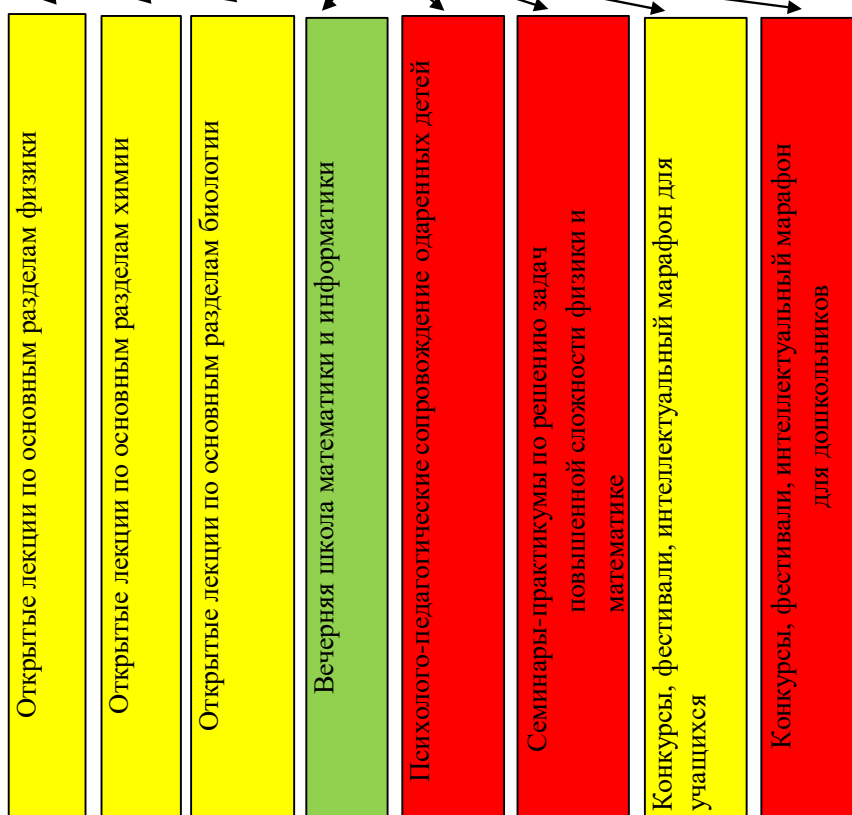 Открытые лекции по основным разделам физики
Открытые лекции по основным разделам химии
Открытые лекции по основным разделам биологии
Вечерняя школа математики и информатики
Психолого-педагогические сопровождение одаренных детей
Семинары-практикумы по решению задач
повышенной сложности физики и
математике
Конкурсы, фестивали, интеллектуальный марафон для
учащихся
Конкурсы, фестивали, интеллектуальный марафон
для дошкольников